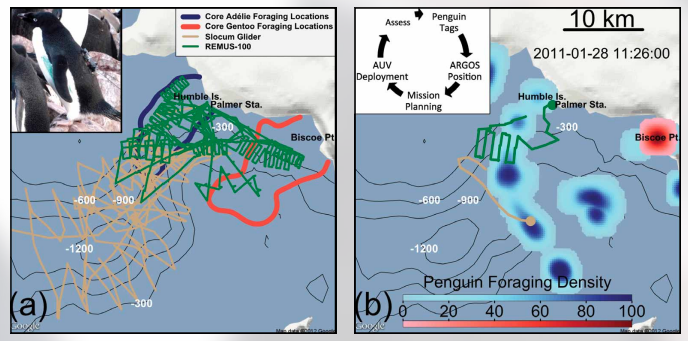 Core Adélie Foraging Locations
Core Gentoo Foraging Locations
Slocum Glider
REMUS-100
Humble Is.
Palmer Sta.
-300
Biscoe Pt.
-600 -900
-1200
-300
(a)
Google
Map data ©2012 Google
Penguin
Tags
Assess
ARGOS
Position
AUV
Deployment
Mission
Planning
10 km
2011-01-28 11:26:00
Humble Is.
Palmer Sta.
-300
Biscoe Pt.
-600 -900
-1200
Penguin Foraging Density
0 20 40 60 80 100
(b)
Google
Map data ©2012 Google